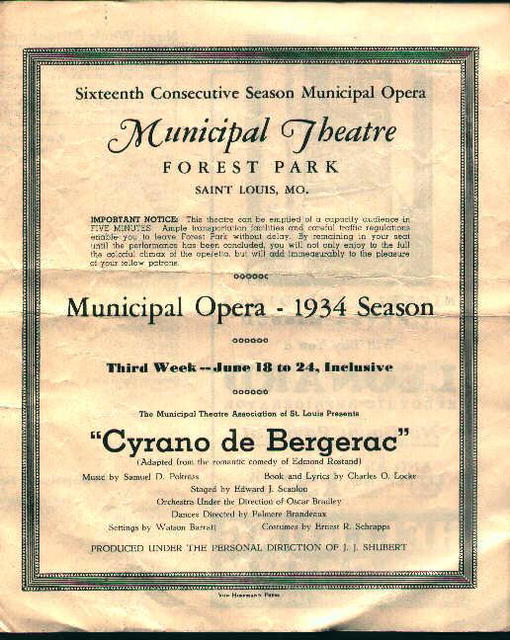 Sixteenth Consecutive Season Municipal Opera
Municipal Theatre
FOREST PARK
SAINT LOUIS, MO.
IMPORTANT NOTICE: This theatre can be emptied of a capacity audience in
FIVE MINUTES. Ample transportation facilities and careful traffic regulations
enable you to leave Forest Park without delay. By remaining in your seat
until the performance has been concluded, you will not only enjoy to the full
the colorful climax of the operetta, but will add immeasurably to the pleasure
of your fellow patrons.
Municipal Opera - 1934 Season
Third Week -- June 18 to 24, Inclusive
The Municipal Theatre Association of St. Louis Presents
"Cyrano de Bergerac"
(Adapted from the romantic comedy of Edmond Rostand)
Music by Samuel D. Pokrass Book and Lyrics by Charles O. Locke
Staged by Edward J. Scanlon
Orchestra Under the Direction of Oscar Bradley
Dances Directed by Palmere Brandeaux
Settings by Watson Barratt Costumes by Ernest R. Schrapps
PRODUCED UNDER THE PERSONAL DIRECTION OF J. J. SHUBERT
Von Hoffmann Press